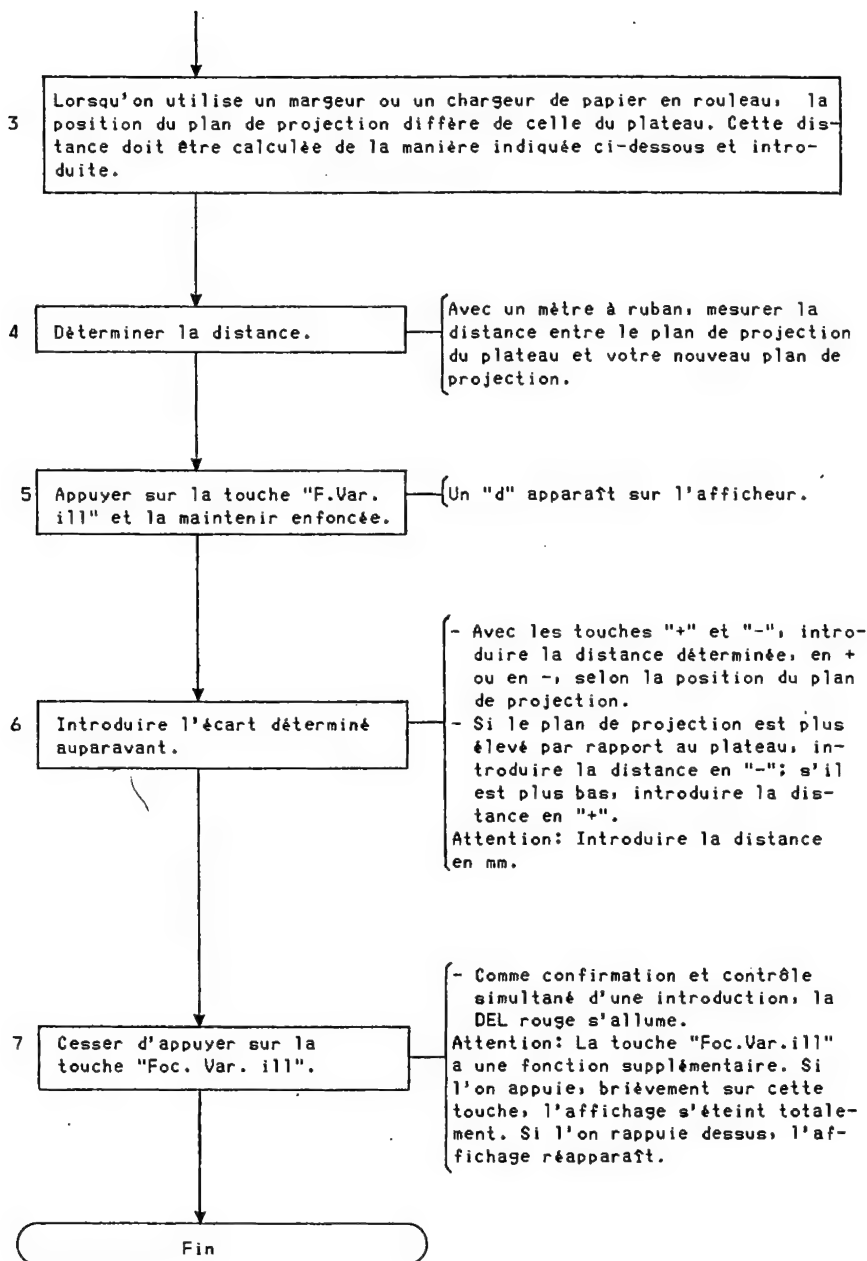 3
Lorsqu'on utilise un margeur ou un chargeur de papier en rouleau, la
position du plan de projection diffère de celle du plateau. Cette dis-
tance doit être calculée de la manière indiquée ci-dessous et intro-
duite.
4
Déterminer la distance.
Avec un mètre à ruban, mesurer la
distance entre le plan de projection
du plateau et votre nouveau plan de
projection.
5
Appuyer sur la touche "F.Var.
ill" et la maintenir enfoncée.
Un "d" apparaît sur l'afficheur.
6
Introduire l'écart déterminé
auparavant.
- Avec les touches "+" et "-", intro-
duire la distance déterminée, en +
ou en -, selon la position du plan
de projection.
- Si le plan de projection est plus
élevé par rapport au plateau, in-
troduire la distance en "-"; s'il
est plus bas, introduire la dis-
tance en "+".
Attention: Introduire la distance
en mm.
7
Cesser d'appuyer sur la
touche "Foc. Var. ill".
- Comme confirmation et contrôle
simultané d'une introduction, la
DEL rouge s'allume.
Attention: La touche "Foc.Var.ill"
a une fonction supplémentaire. Si
l'on appuie, brièvement sur cette
touche, l'affichage s'éteint totale-
ment. Si l'on rappuie dessus, l'af-
fichage réapparaît.
Fin